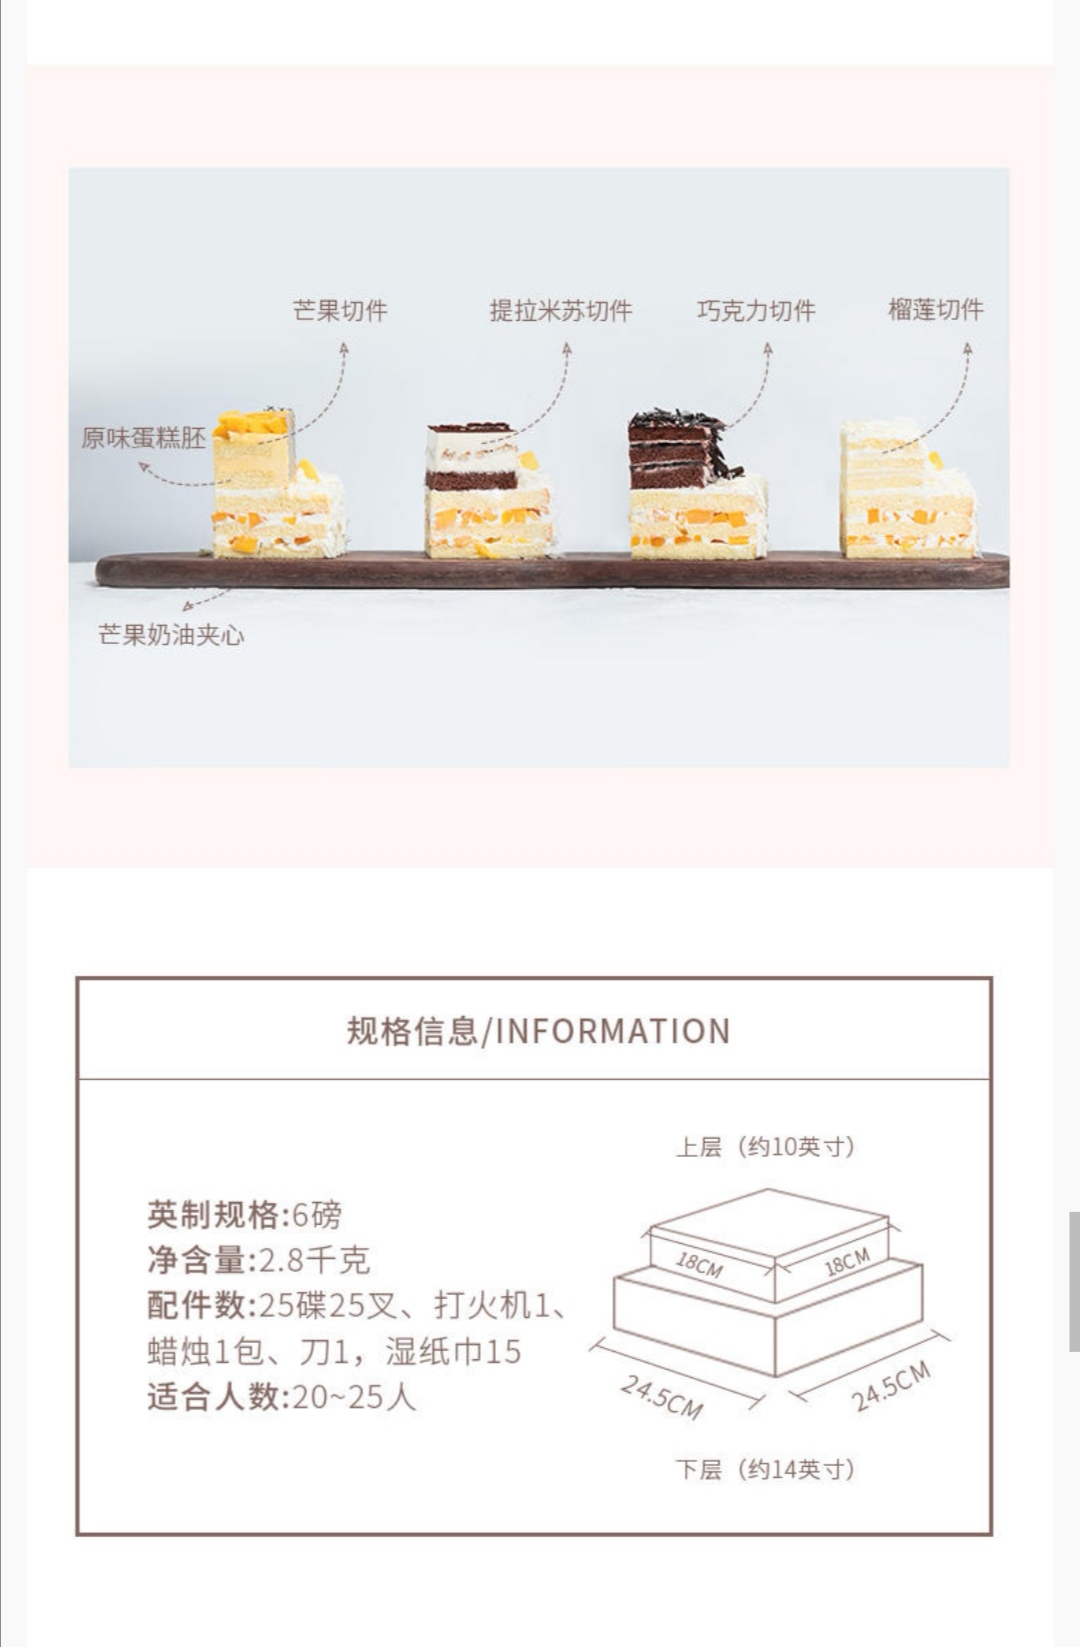 芒果切件
提拉米苏切件
巧克力切件
榴莲切件
原味蛋糕胚
芒果奶油夹心
规格信息/INFORMATION
英制规格:6磅
净含量:2.8千克
配件数:25碟25叉、打火机1、
蜡烛1包、刀1，湿纸巾15
适合人数:20~25人
上层（约10英寸）
18CM
18CM
24.5CM
24.5CM
下层（约14英寸）